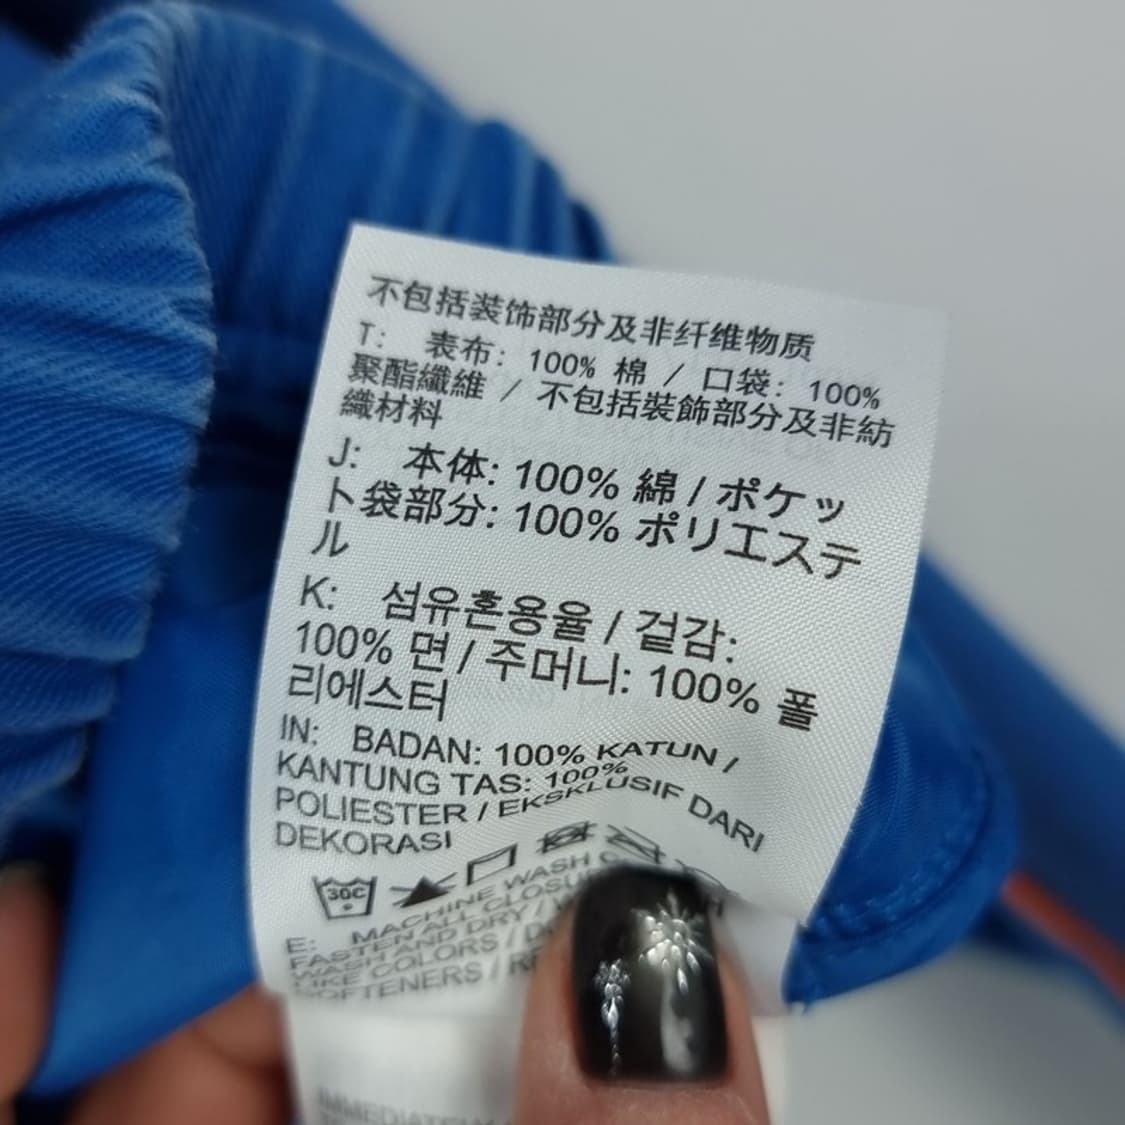 不包括装饰部分及非纤维物质
T: 表布: 100% 棉 / 口袋: 100%
聚酯纖維 / 不包括裝飾部分及非紡
織材料
J: 本体: 100% 綿 / ポケッ
ト袋部分: 100% ポリエステ
ル
K: 섬유혼용율 / 겉감:
100% 면 / 주머니: 100% 폴
리에스터
IN: BADAN: 100% KATUN /
KANTUNG TAS: 100%
POLIESTER / EKSKLUSIF DARI
DEKORASI
30C
E: MACHINE WASH
FASTEN ALL
WASH AND DRY /
LIKE COLORS /
SOFTENERS /
IMMEDIATELY